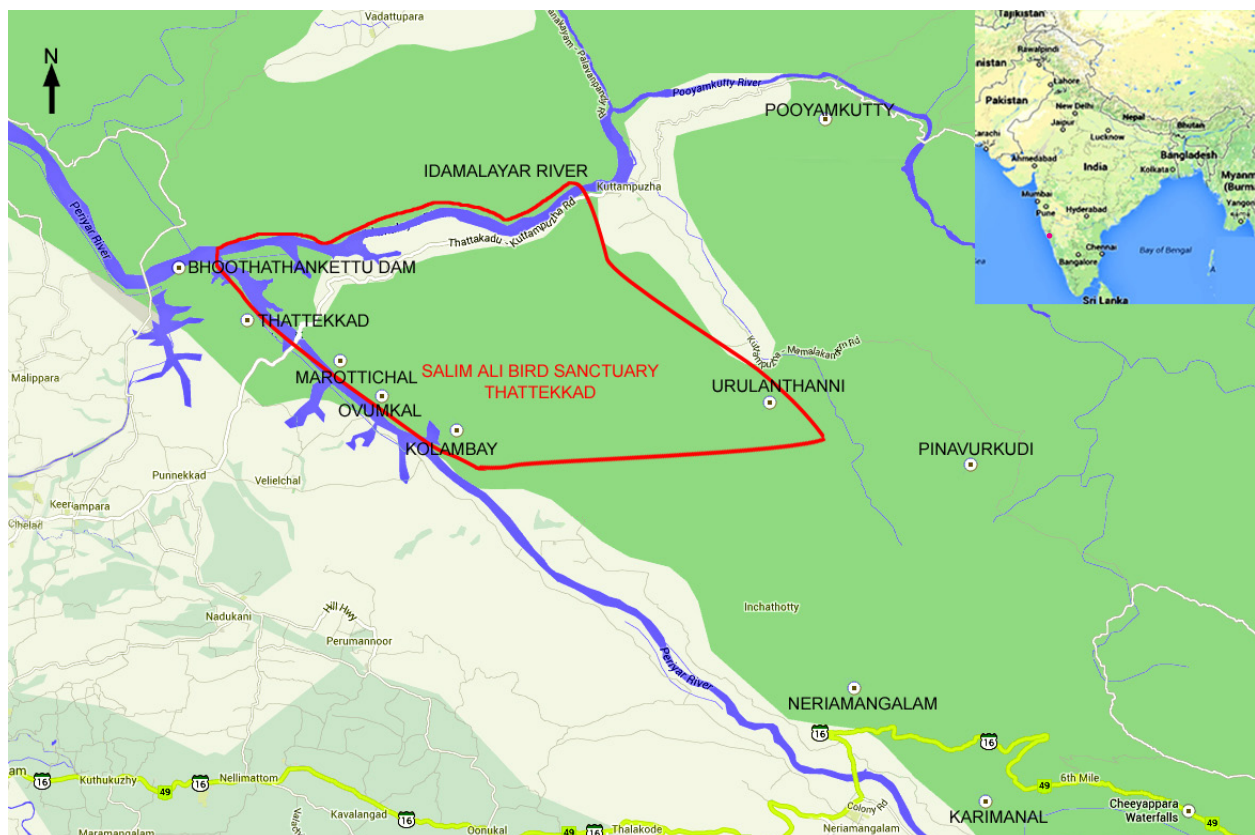 Vadattupara
N
Periyar River
IDAMALAYAR RIVER
Pooyamkutty River
POOYAMKUTTY
Kuttampuzha
Thattakadu - Kuttampuzha Rd
BHOOTHATHANKETTU DAM
THATTEKKAD
MAROTTICHAL
OVUMKAL
KOLAMBAY
SALIM ALI BIRD SANCTUARY
THATTEKKAD
URULANTHANNI
PINAVURKUDI
Malippara
Punnekkad
Velielchal
Nadukani
Hill Hwy
Perumannoor
Inchathotty
Periyar River
NERIAMANGALAM
16
16
16
16
49
49
49
49
6th Mile
Kuthukuzhy
Nellimattom
Kavalangad
Maramangalam
Oonukal
Thalakode
Colony Rd
Neriamangalam
KARIMANAL
Cheeyappara
Waterfalls
Tajikistan
Rawalpindi
Lahore
Pakistan
New Delhi
Jaipur
Nepal
Bhutan
Lucknow
Ahmedabad
India
Bangladesh
Kolkata
Mumbai
Pune
Hyderabad
Bay of Bengal
Bangalore
Chennai
Sri Lanka